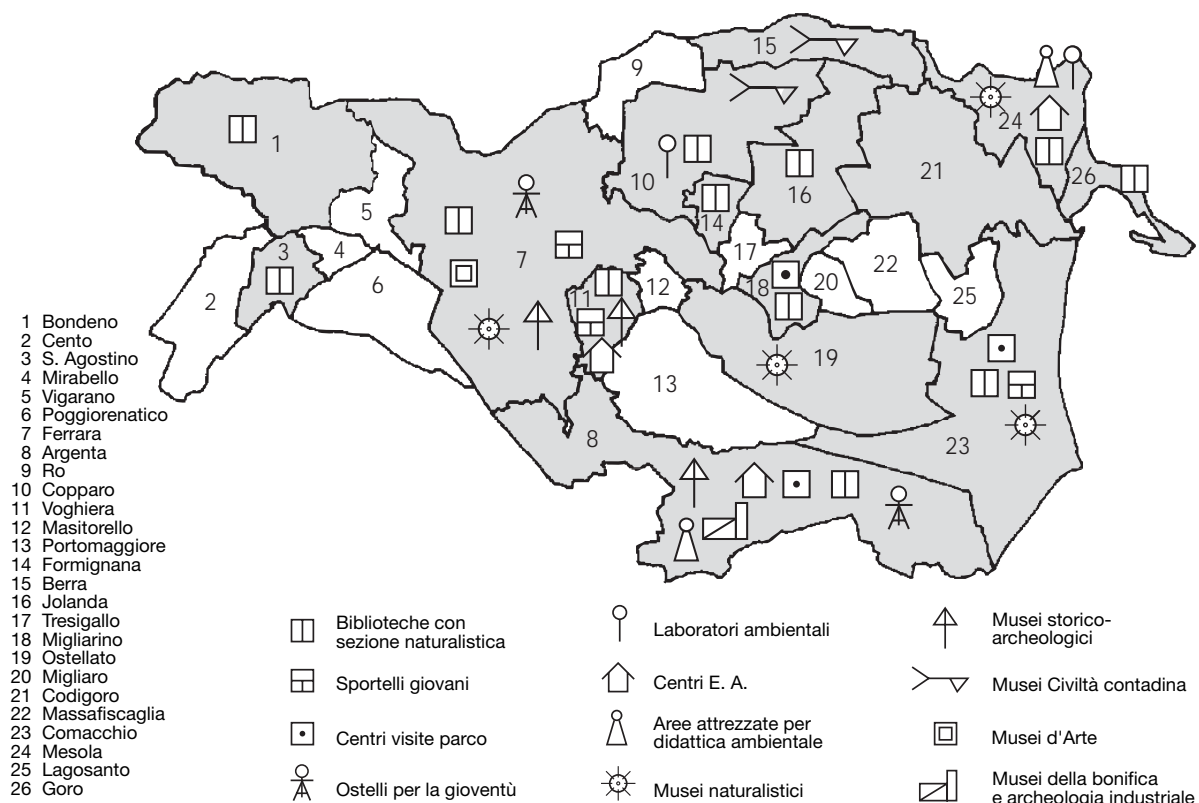 15
9
24
1
21
10
16
26
5
14
3
7
17
4
22
18
20
12
6
2
11
25
19
13
8
23
1 Bondeno
2 Cento
3 S. Agostino
4 Mirabello
5 Vigarano
6 Poggiorenatico
7 Ferrara
8 Argenta
9 Ro
10 Copparo
11 Voghiera
12 Masitorello
13 Portomaggiore
14 Formignana
15 Berra
16 Jolanda
17 Tresigallo
18 Migliarino
19 Ostellato
20 Migliaro
21 Codigoro
22 Massafiscaglia
23 Comacchio
24 Mesola
25 Lagosanto
26 Goro
Biblioteche con
sezione naturalistica
Sportelli giovani
Centri visite parco
Ostelli per la gioventù
Laboratori ambientali
Centri E. A.
Aree attrezzate per
didattica ambientale
Musei naturalistici
Musei storico-
archeologici
Musei Civiltà contadina
Musei d'Arte
Musei della bonifica
e archeologia industriale